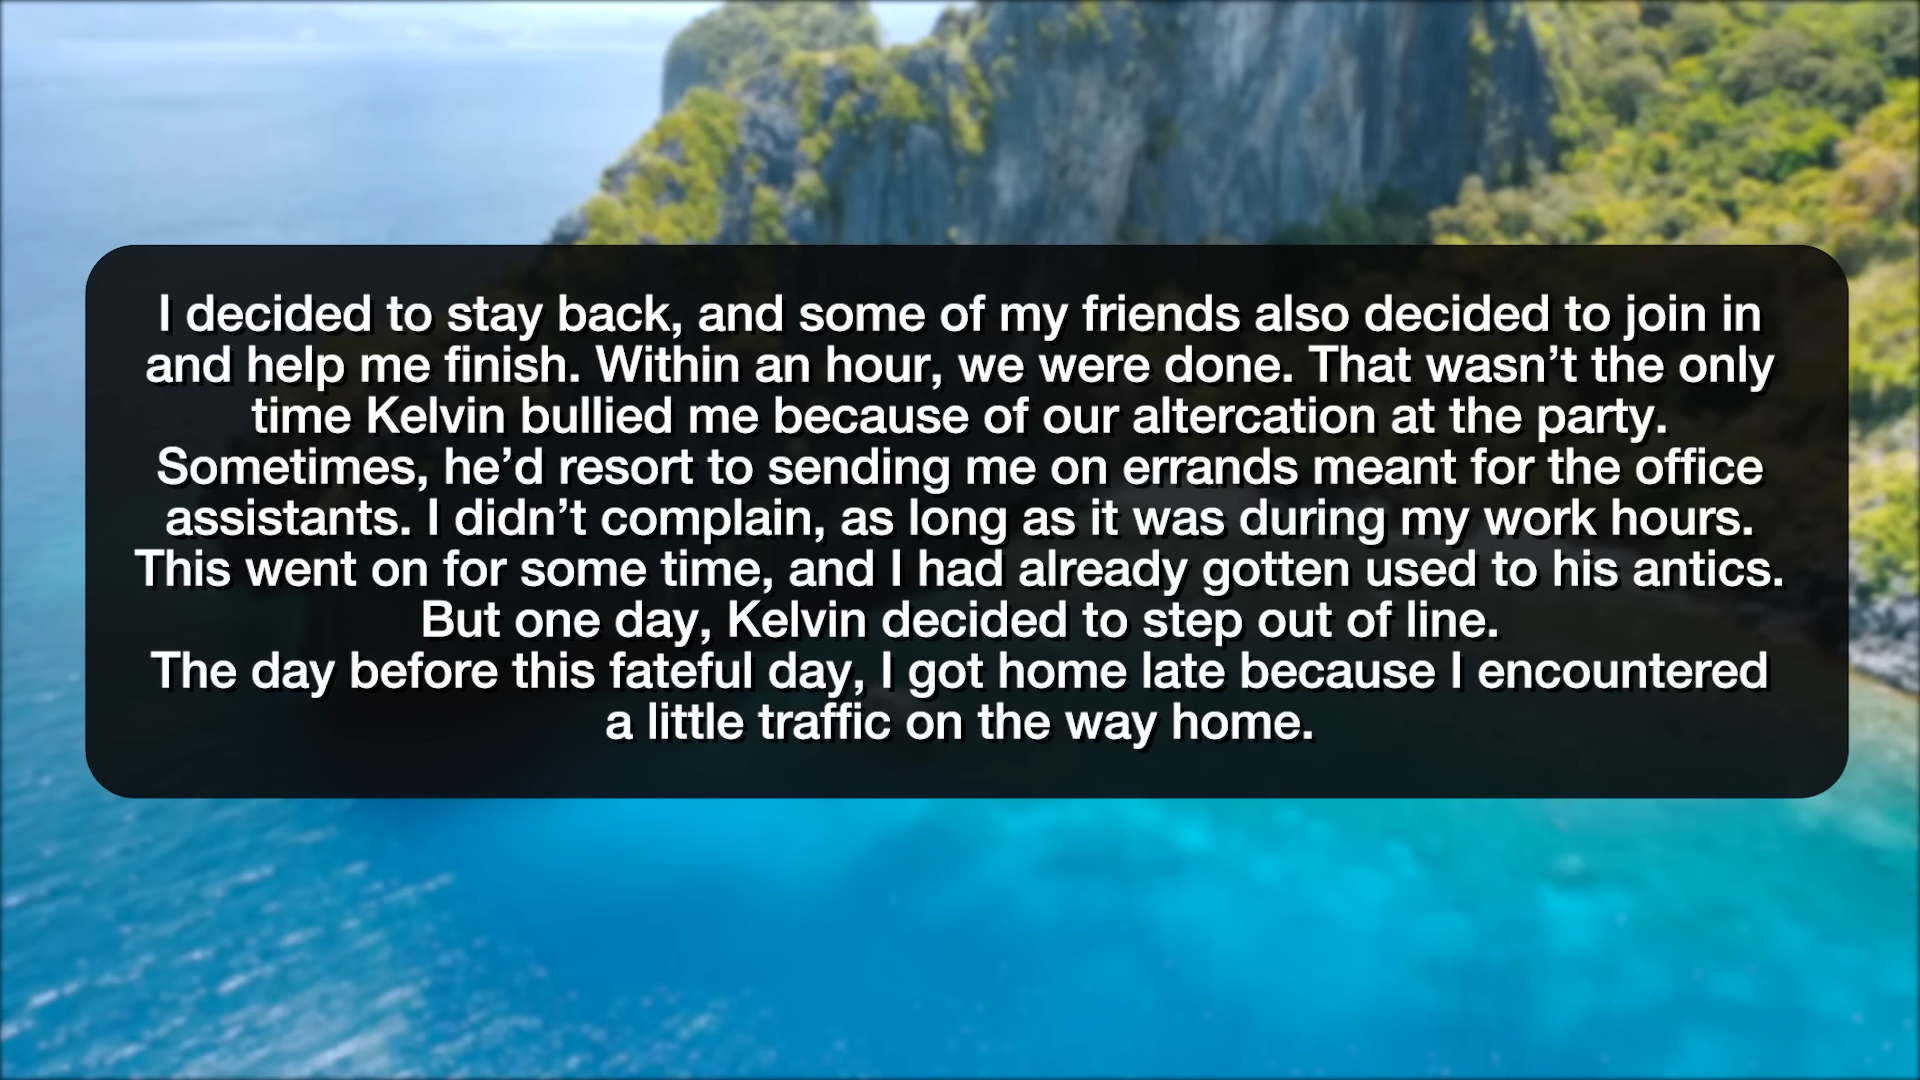 I decided to stay back, and some of my friends also decided to join in
and help me finish. Within an hour, we were done. That wasn’t the only
time Kelvin bullied me because of our altercation at the party.
Sometimes, he’d resort to sending me on errands meant for the office
assistants. I didn’t complain, as long as it was during my work hours.
This went on for some time, and I had already gotten used to his antics.
But one day, Kelvin decided to step out of line.
The day before this fateful day, I got home late because I encountered
a little traffic on the way home.